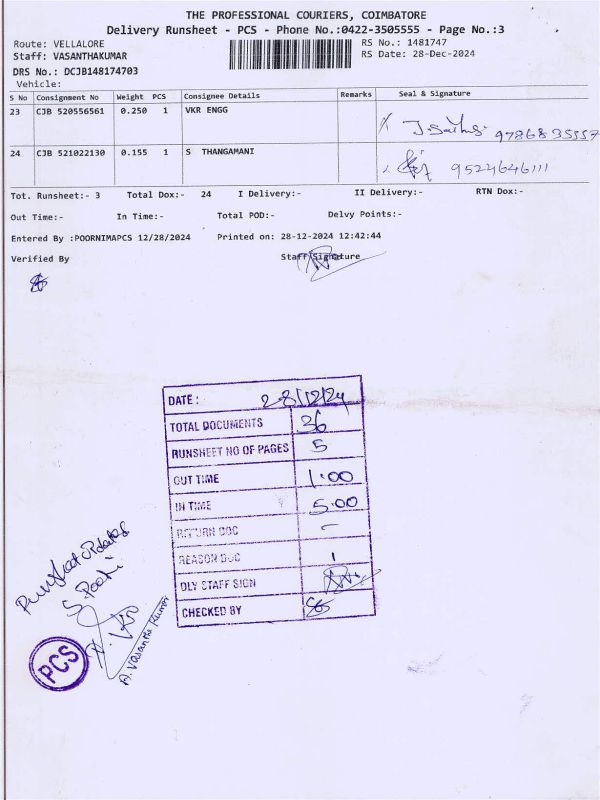 THE PROFESSIONAL COURIERS, COIMBATORE
Delivery Runsheet - PCS - Phone No.:0422-3505555 - Page No.:3
Route: VELLALORE
RS No.: 1481747
Staff: VASANTHAKUMAR
RS Date: 28-Dec-2024
DRS No.: DCJB148174703
Vehicle:
S No Consignment No Weight PCS Consignee Details Remarks Seal & Signature
23 CJB 520556561 0.250 1 VKR ENGG 9786835557
24 CJB 521022130 0.155 1 S THANGAMANI 9524646111
Tot. Runsheet:- 3 Total Dox:- 24 I Delivery:- II Delivery:- RTN Dox:-
Out Time:- In Time:- Total POD:- Delvy Points:-
Entered By :POORNIMAPCS 12/28/2024 Printed on: 28-12-2024 12:42:44
Verified By Staff Signature
DATE : 28/12/24
TOTAL DOCUMENTS 36
RUNSHEET NO OF PAGES 5
OUT TIME 1:00
IN TIME 5.00
RETURN DOC -
REASON DOC 1
DLY STAFF SIGN
CHECKED BY
A. Vasantha Kumar
PCS